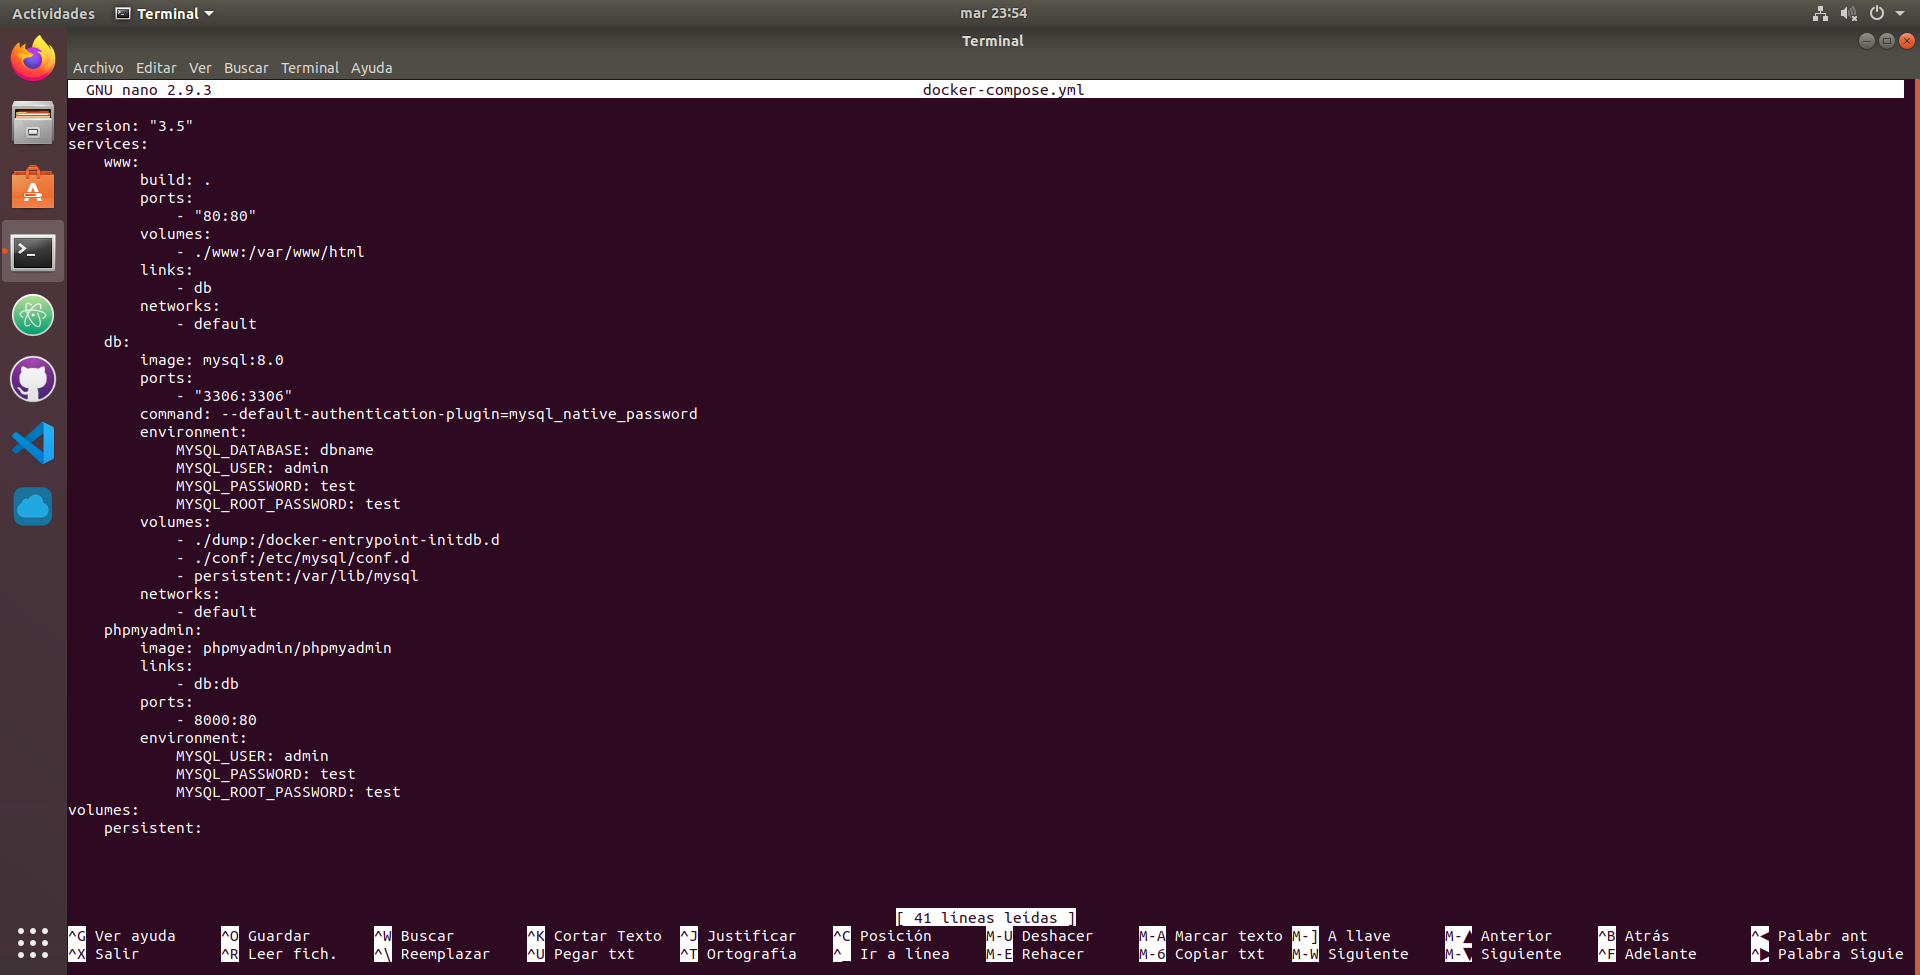 Actividades Terminal mar 23:54
Terminal
Archivo Editar Ver Buscar Terminal Ayuda
GNU nano 2.9.3 docker-compose.yml
version: "3.5"
services:
    www:
        build: .
        ports:
            - "80:80"
        volumes:
            - ./www:/var/www/html
        links:
            - db
        networks:
            - default
    db:
        image: mysql:8.0
        ports:
            - "3306:3306"
        command: --default-authentication-plugin=mysql_native_password
        environment:
            MYSQL_DATABASE: dbname
            MYSQL_USER: admin
            MYSQL_PASSWORD: test
            MYSQL_ROOT_PASSWORD: test
        volumes:
            - ./dump:/docker-entrypoint-initdb.d
            - ./conf:/etc/mysql/conf.d
            - persistent:/var/lib/mysql
        networks:
            - default
    phpmyadmin:
        image: phpmyadmin/phpmyadmin
        links:
            - db:db
        ports:
            - 8000:80
        environment:
            MYSQL_USER: admin
            MYSQL_PASSWORD: test
            MYSQL_ROOT_PASSWORD: test
volumes:
    persistent:
[ 41 líneas leídas ]
^G Ver ayuda ^O Guardar ^W Buscar ^K Cortar Texto ^J Justificar ^C Posición M-U Deshacer M-A Marcar texto M-] A llave M-▲ Anterior ^B Atrás ^◀ Palabr ant
^X Salir ^R Leer fich. ^\ Reemplazar ^U Pegar txt ^T Ortografía ^_ Ir a línea M-E Rehacer M-6 Copiar txt M-W Siguiente M-▼ Siguiente ^F Adelante ^▶ Palabra Siguie